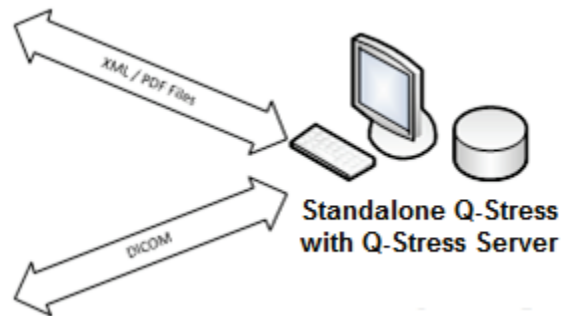 XML / PDF Files
Standalone Q-Stress
with Q-Stress Server
DICOM